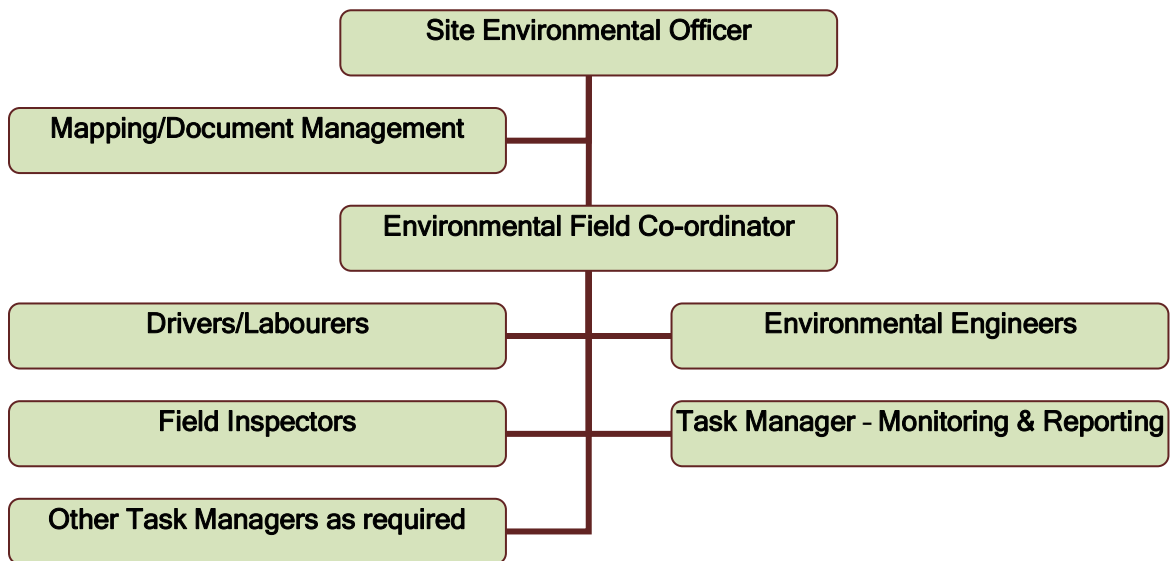 Site Environmental Officer
Mapping/Document Management
Environmental Field Co-ordinator
Drivers/Labourers
Environmental Engineers
Field Inspectors
Task Manager - Monitoring & Reporting
Other Task Managers as required